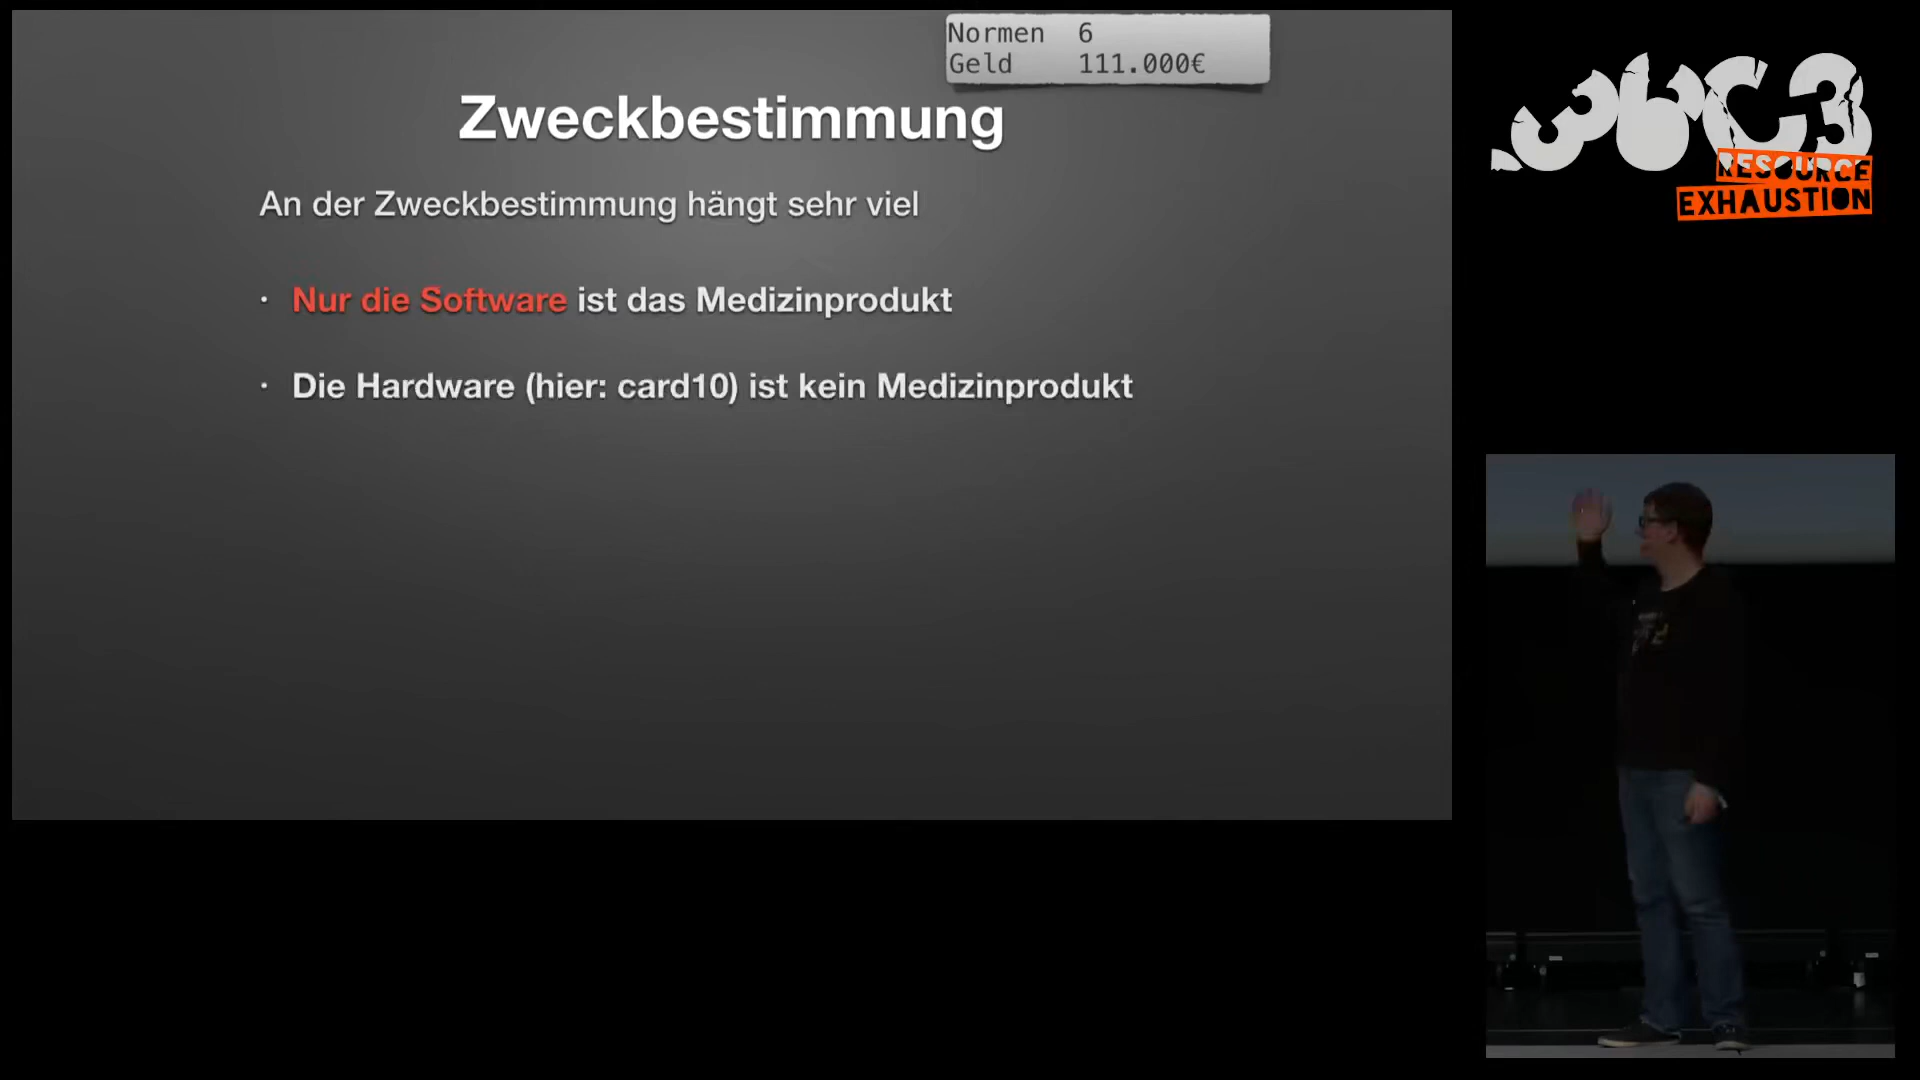 Normen 6
Geld 111.000€
Zweckbestimmung
An der Zweckbestimmung hängt sehr viel
· Nur die Software ist das Medizinprodukt
· Die Hardware (hier: card10) ist kein Medizinprodukt
36C3
RESOURCE
EXHAUSTION